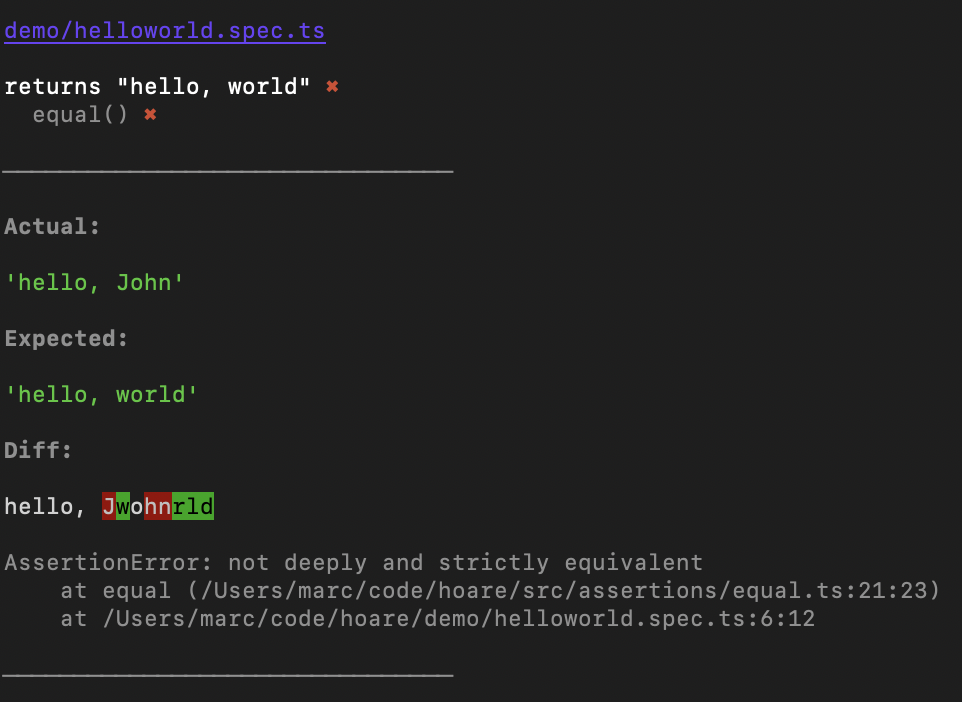 demo/helloworld.spec.ts
returns "hello, world" ✖
equal() ✖
Actual:
'hello, John'
Expected:
'hello, world'
Diff:
hello, Jwohnrld
AssertionError: not deeply and strictly equivalent
at equal (/Users/marc/code/hoare/src/assertions/equal.ts:21:23)
at /Users/marc/code/hoare/demo/helloworld.spec.ts:6:12